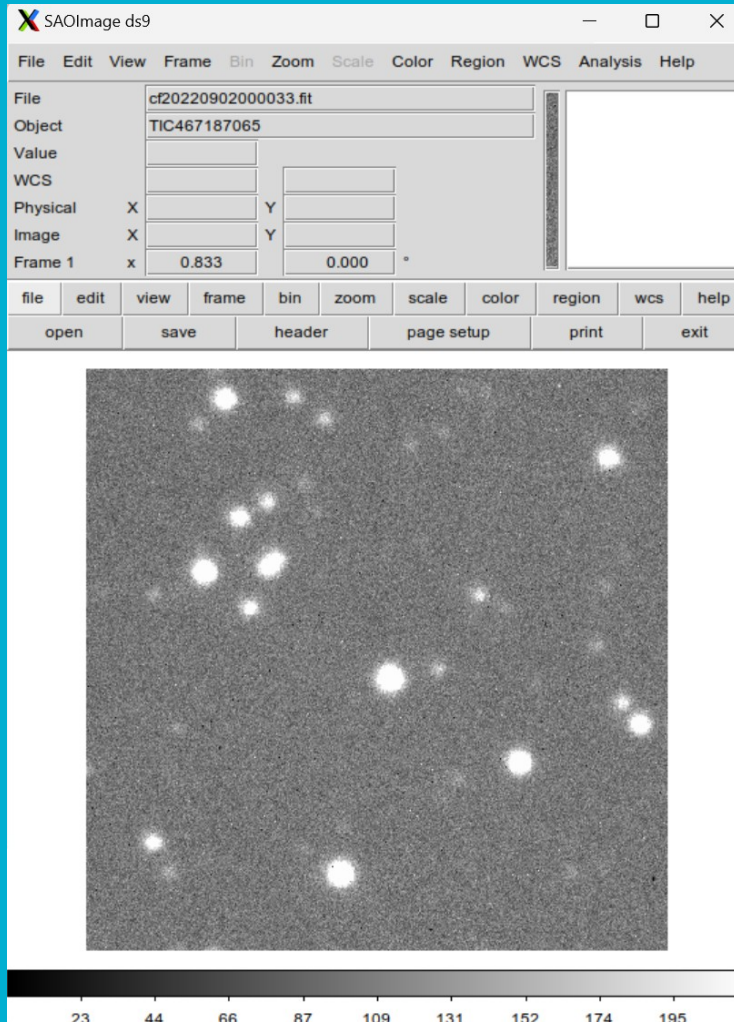 SAOImage ds9
File Edit View Frame Bin Zoom Scale Color Region WCS Analysis Help
File cf20220902000033.fit
Object TIC467187065
Value
WCS
Physical X Y
Image X Y
Frame 1 x 0.833 0.000 °
file edit view frame bin zoom scale color region wcs help
open save header page setup print exit
23 44 66 87 109 131 152 174 195